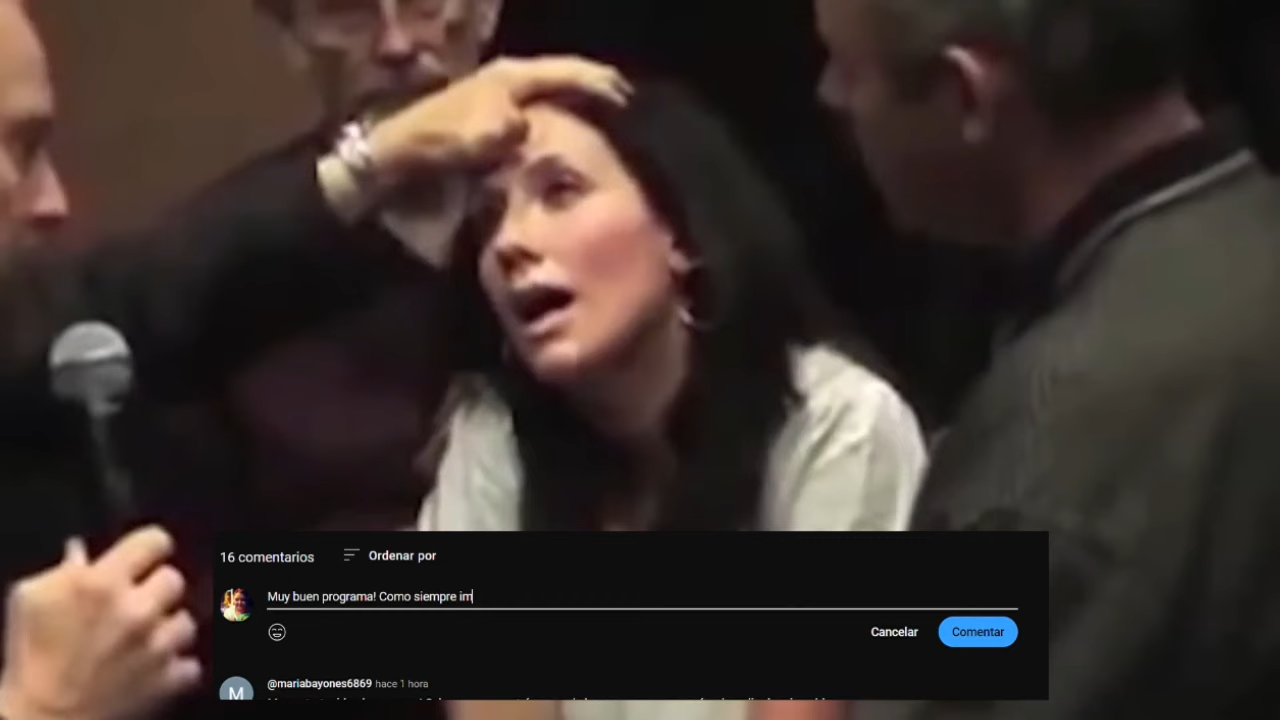 16 comentarios
Ordenar por
Muy buen programa! Como siempre im
Cancelar
Comentar
M
@mariabayones6869 hace 1 hora